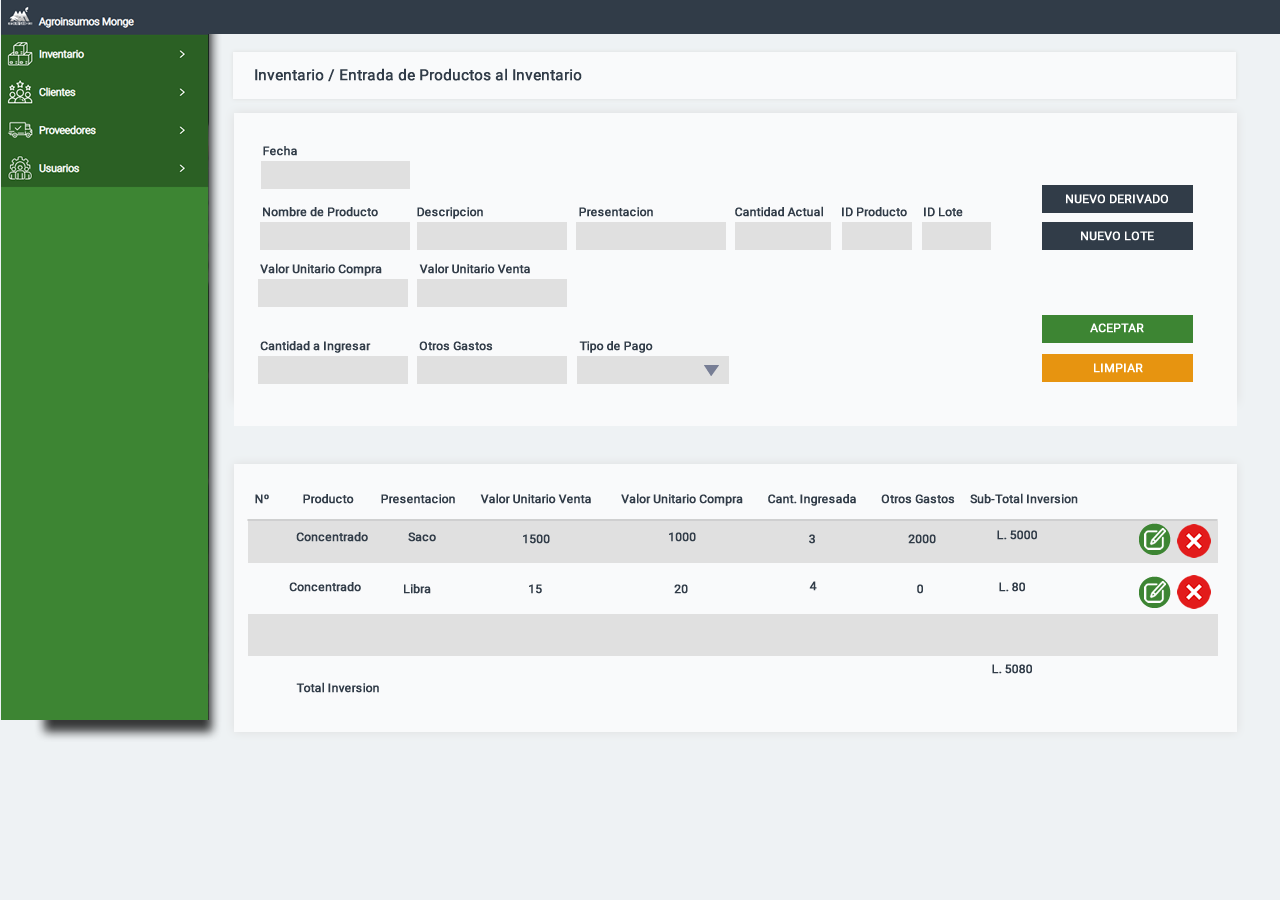 Agroinsumos Monge
Inventario
Clientes
Proveedores
Usuarios
Inventario / Entrada de Productos al Inventario
Fecha
Nombre de Producto Descripcion Presentacion Cantidad Actual ID Producto ID Lote
Valor Unitario Compra Valor Unitario Venta
Cantidad a Ingresar Otros Gastos Tipo de Pago
NUEVO DERIVADO
NUEVO LOTE
ACEPTAR
LIMPIAR
Nº Producto Presentacion Valor Unitario Venta Valor Unitario Compra Cant. Ingresada Otros Gastos Sub-Total Inversion
Concentrado Saco 1500 1000 3 2000 L. 5000
Concentrado Libra 15 20 4 0 L. 80
L. 5080
Total Inversion